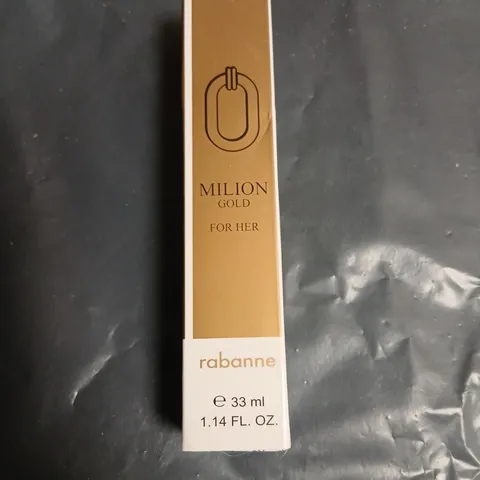 MILION
GOLD
FOR HER
rabanne
℮ 33 ml
1.14 FL. OZ.